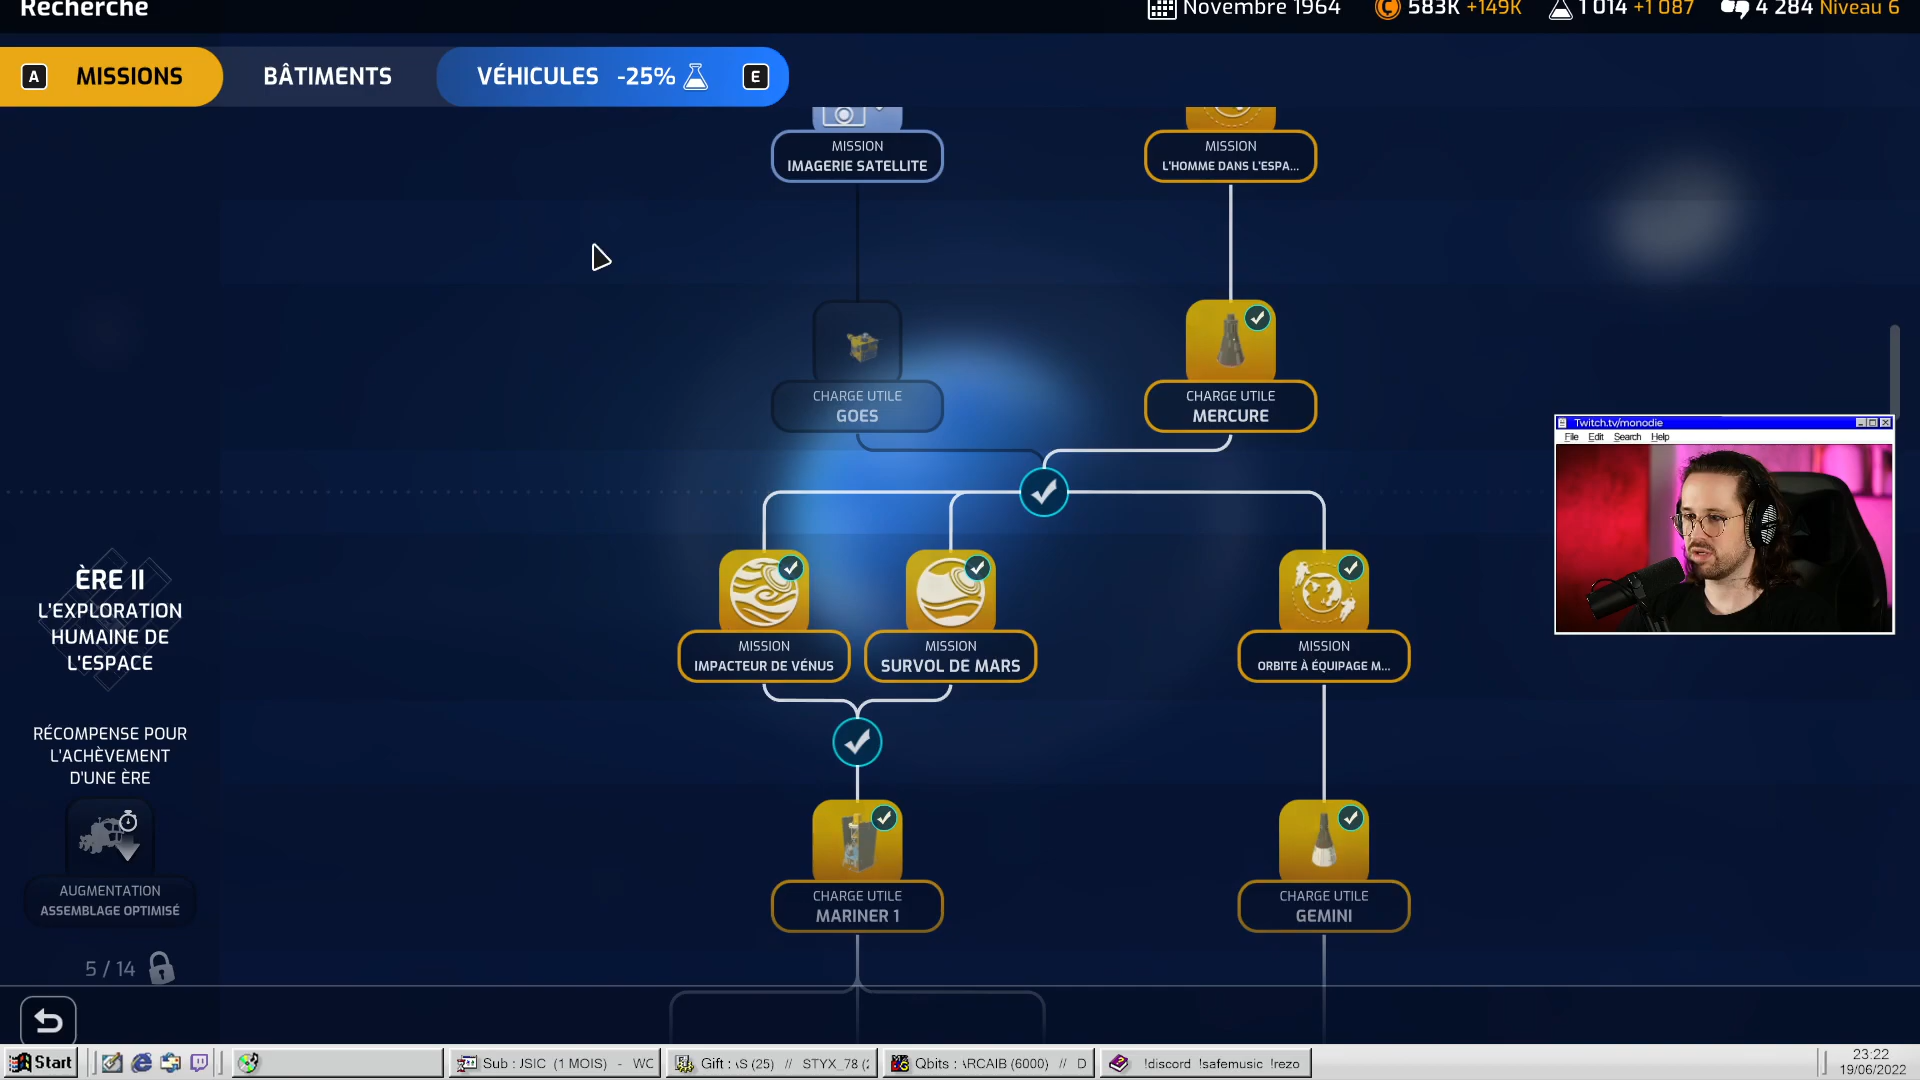 Recherche
Novembre 1964
583K +149K
1 014 +1 087
4 284 Niveau 6
A
MISSIONS
BÂTIMENTS
VÉHICULES -25%
E
MISSION
IMAGERIE SATELLITE
MISSION
L'HOMME DANS L'ESPA...
CHARGE UTILE
GOES
CHARGE UTILE
MERCURE
Twitch.tv/monodie
File Edit Search Help
ÈRE II
L'EXPLORATION
HUMAINE DE
L'ESPACE
MISSION
IMPACTEUR DE VÉNUS
MISSION
SURVOL DE MARS
MISSION
ORBITE À ÉQUIPAGE M...
RÉCOMPENSE POUR
L'ACHÈVEMENT
D'UNE ÈRE
AUGMENTATION
ASSEMBLAGE OPTIMISÉ
5 / 14
CHARGE UTILE
MARINER 1
CHARGE UTILE
GEMINI
Start
Sub : JSIC (1 MOIS) - WC
Gift : \S (25) // STYX_78 (2
Qbits : \RCAIB (6000) // D
!discord !safemusic !rezo
23:22
19/06/2022